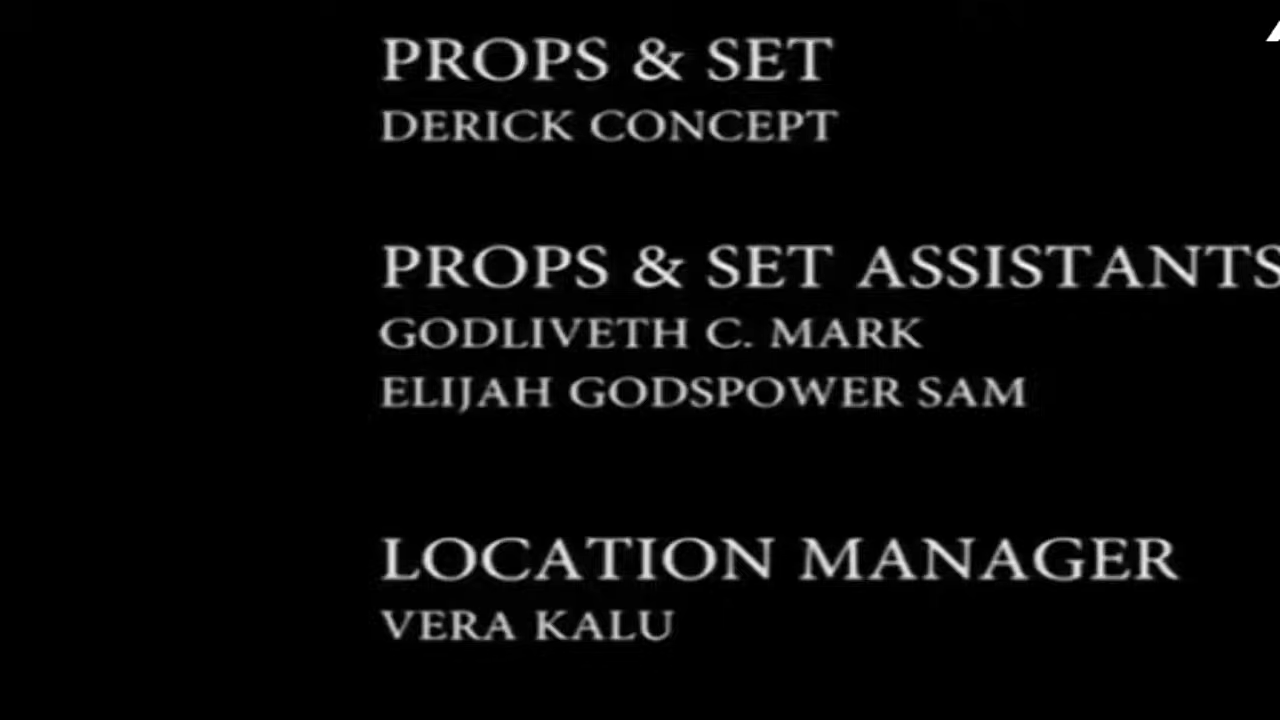 PROPS & SET
DERICK CONCEPT
PROPS & SET ASSISTANTS
GODLIVETH C. MARK
ELIJAH GODSPOWER SAM
LOCATION MANAGER
VERA KALU